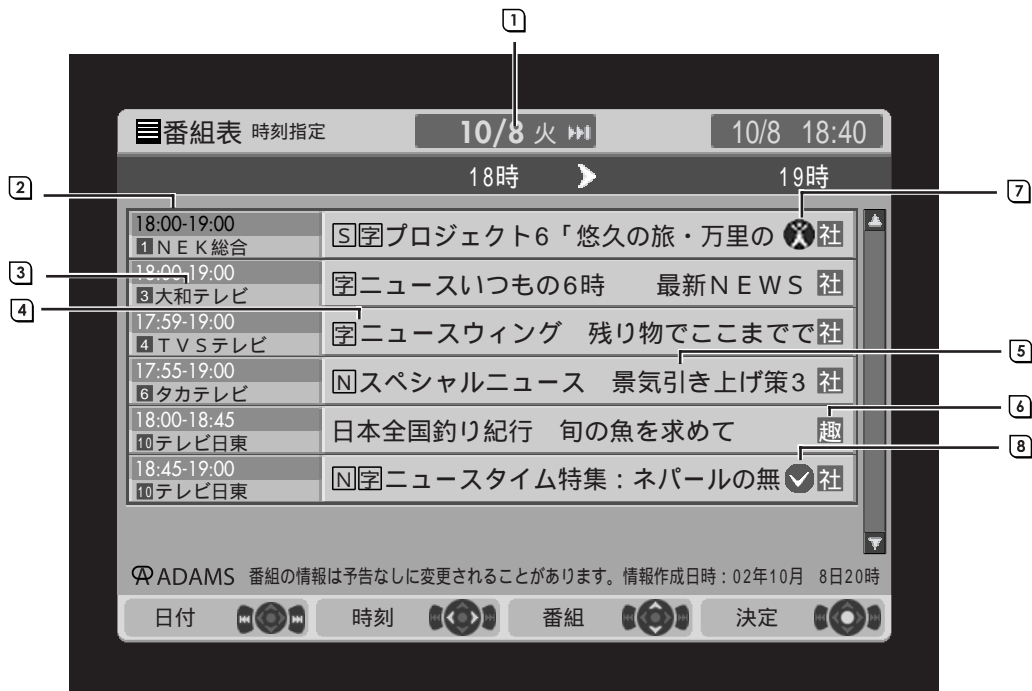 1
番組表 時刻指定 10/8 火 10/8 18:40
18時 19時
2
7
18:00-19:00
1 NEK総合
S字プロジェクト6「悠久の旅・万里の 社
3
18:00-19:00
3 大和テレビ
字ニュースいつもの6時 最新NEWS 社
4
17:59-19:00
4 TVSテレビ
字ニュースウィング 残り物でここまでで 社
5
17:55-19:00
6 タカテレビ
Nスペシャルニュース 景気引き上げ策3 社
6
18:00-18:45
10 テレビ日東
日本全国釣り紀行 旬の魚を求めて 趣
8
18:45-19:00
10 テレビ日東
N字ニュースタイム特集:ネパールの無 社
ADAMS 番組の情報は予告なしに変更されることがあります。情報作成日時:02年10月 8日20時
日付 時刻 番組 決定